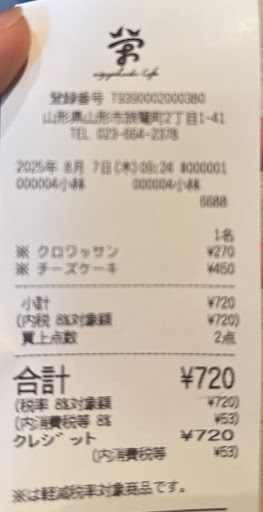 登録番号 T9390002000380
山形県山形市旅篭町2丁目1-41
TEL 023-664-2378
2025年 8月 7日(木)09:24 #000001
000004小林 000004小林
6688
1名
※ クロワッサン ¥270
※ チーズケーキ ¥450
小計 ¥720
(内税 8%対象額 ¥720)
買上点数 2点
合計 ¥720
(税率 8%対象額 ¥720)
(内消費税等 8% ¥53)
クレジット ¥720
(内消費税等 ¥53)
※は軽減税率対象商品です。